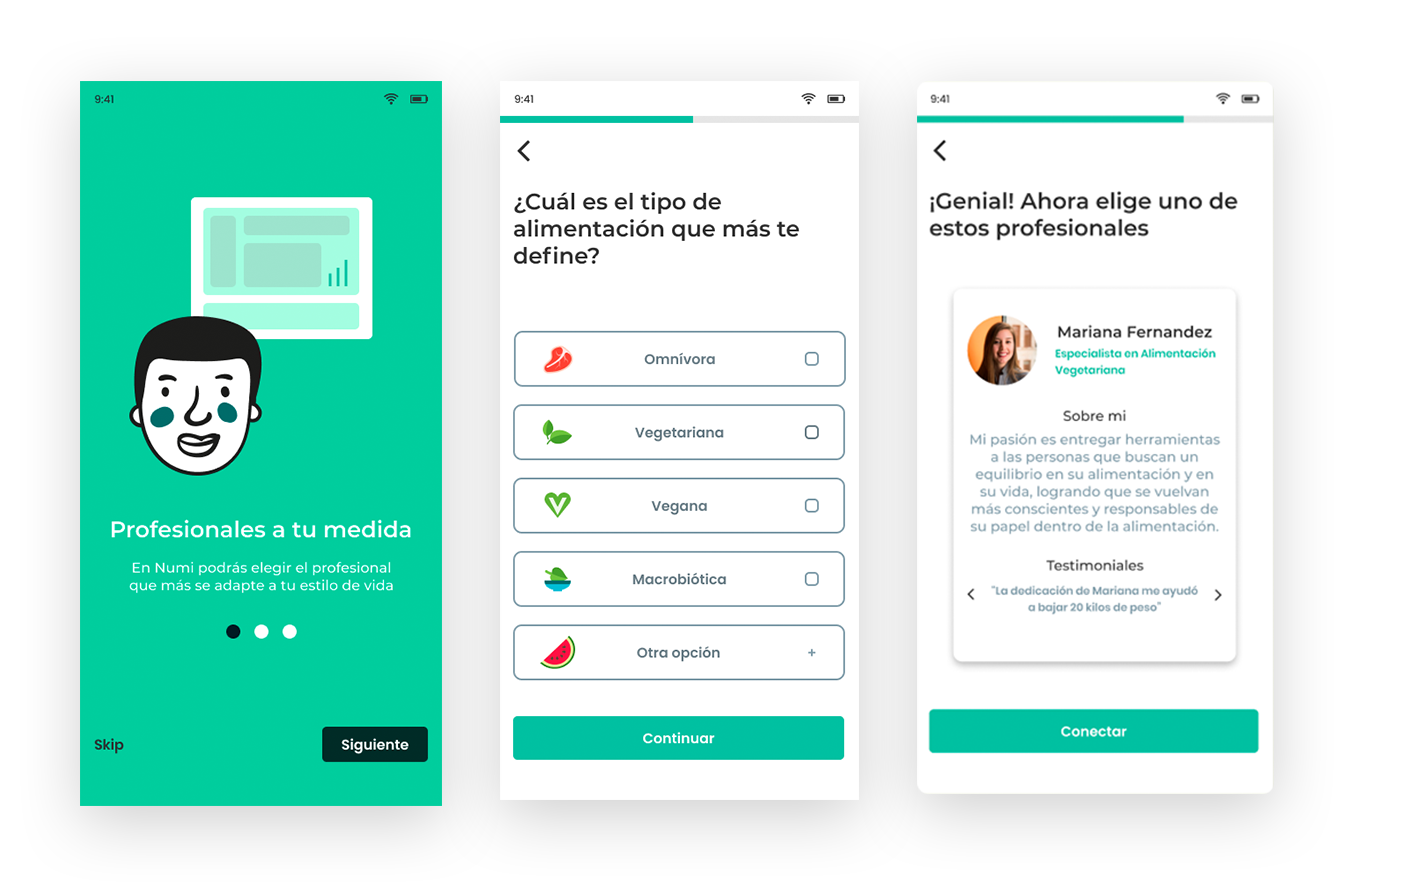 9:41
Profesionales a tu medida
En Numi podrás elegir el profesional
que más se adapte a tu estilo de vida
Skip
Siguiente
9:41
¿Cuál es el tipo de
alimentación que más te
define?
Omnívora
Vegetariana
Vegana
Macrobiótica
Otra opción
+
Continuar
9:41
¡Genial! Ahora elige uno de
estos profesionales
Mariana Fernandez
Especialista en Alimentación
Vegetariana
Sobre mi
Mi pasión es entregar herramientas
a las personas que buscan un
equilibrio en su alimentación y en
su vida, logrando que se vuelvan
más conscientes y responsables de
su papel dentro de la alimentación.
Testimoniales
"La dedicación de Mariana me ayudó
a bajar 20 kilos de peso"
Conectar